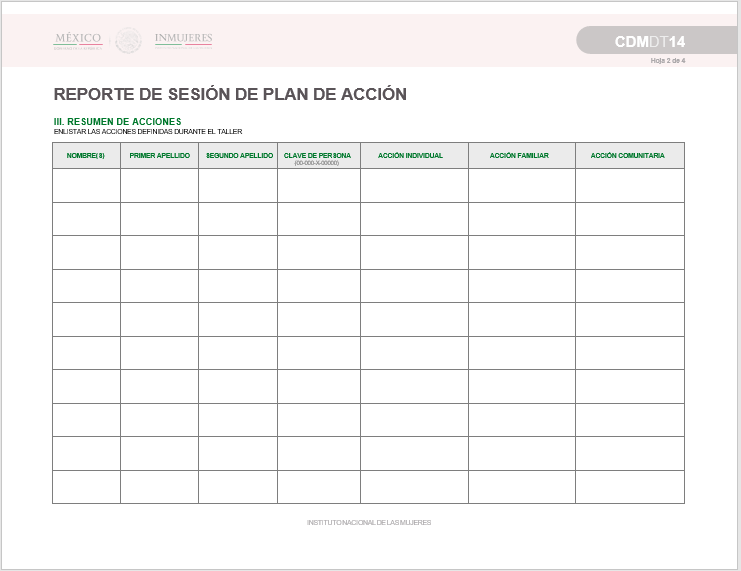 MÉXICO
INMUJERES
CDMDT14
Hoja 2 de 4
REPORTE DE SESIÓN DE PLAN DE ACCIÓN
III. RESUMEN DE ACCIONES
ENLISTAR LAS ACCIONES DEFINIDAS DURANTE EL TALLER
NOMBRE(S) PRIMER APELLIDO SEGUNDO APELLIDO CLAVE DE PERSONA ACCIÓN INDIVIDUAL ACCIÓN FAMILIAR ACCIÓN COMUNITARIA
(00-000-X-00000)
INSTITUTO NACIONAL DE LAS MUJERES